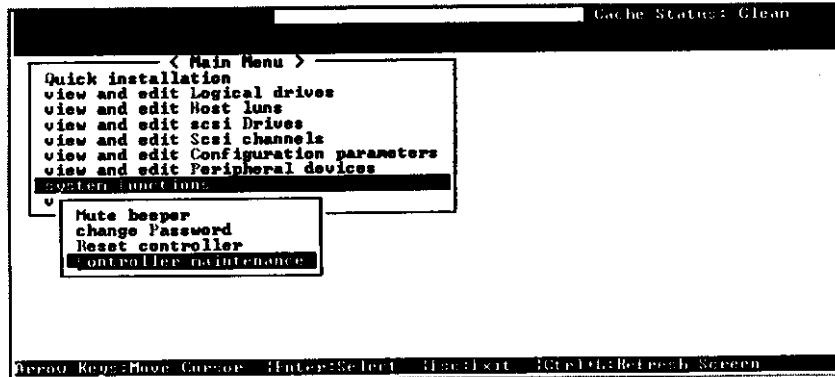 Cache Status: Clean
< Main Menu >
Quick installation
view and edit Logical drives
view and edit Host luns
view and edit scsi Drives
view and edit Scsi channels
view and edit Configuration parameters
view and edit Peripheral devices
system functions
v
Mute beeper
change Password
Reset controller
controller maintenance
Arrow Keys:Move Cursor |Enter:Select |Esc:Exit |Ctrl+L:Refresh Screen